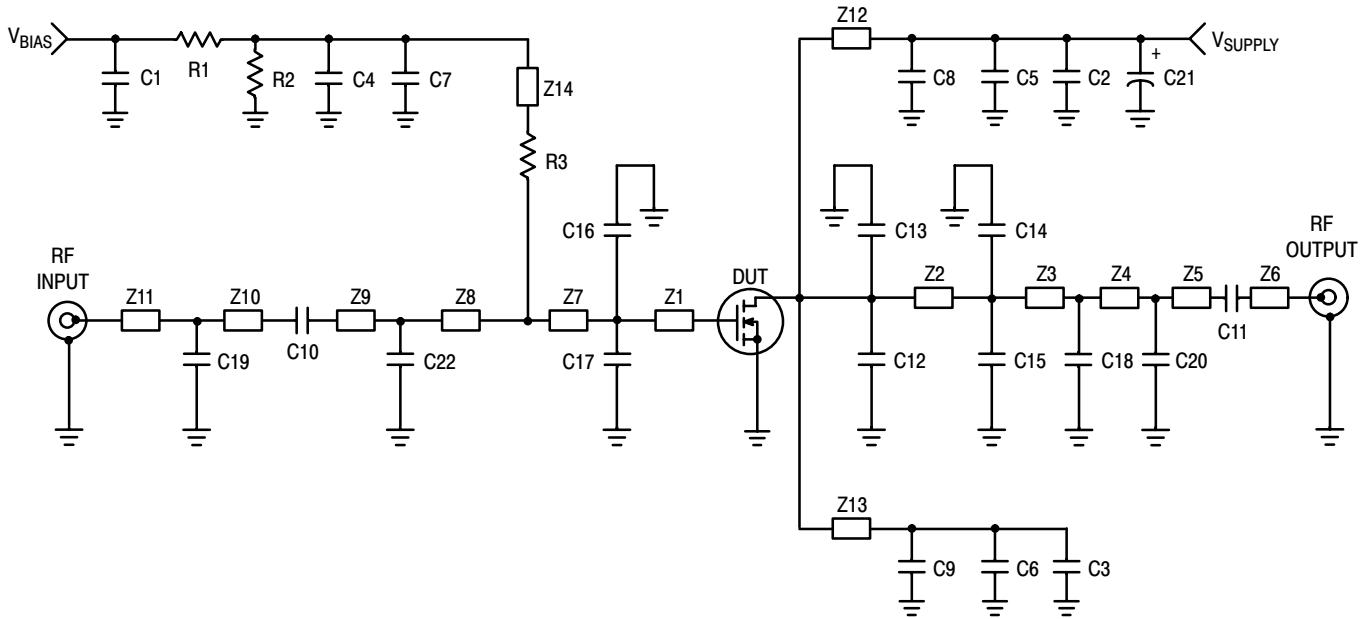 Z12
V_BIAS
V_SUPPLY
R1
+
C1
R2
C4
C7
Z14
C8
C5
C2
C21
R3
C16
C13
C14
RF
INPUT
RF
OUTPUT
DUT
Z11
Z10
Z9
Z8
Z7
Z1
Z2
Z3
Z4
Z5
Z6
C19
C10
C22
C17
C12
C15
C18
C20
C11
Z13
C9
C6
C3